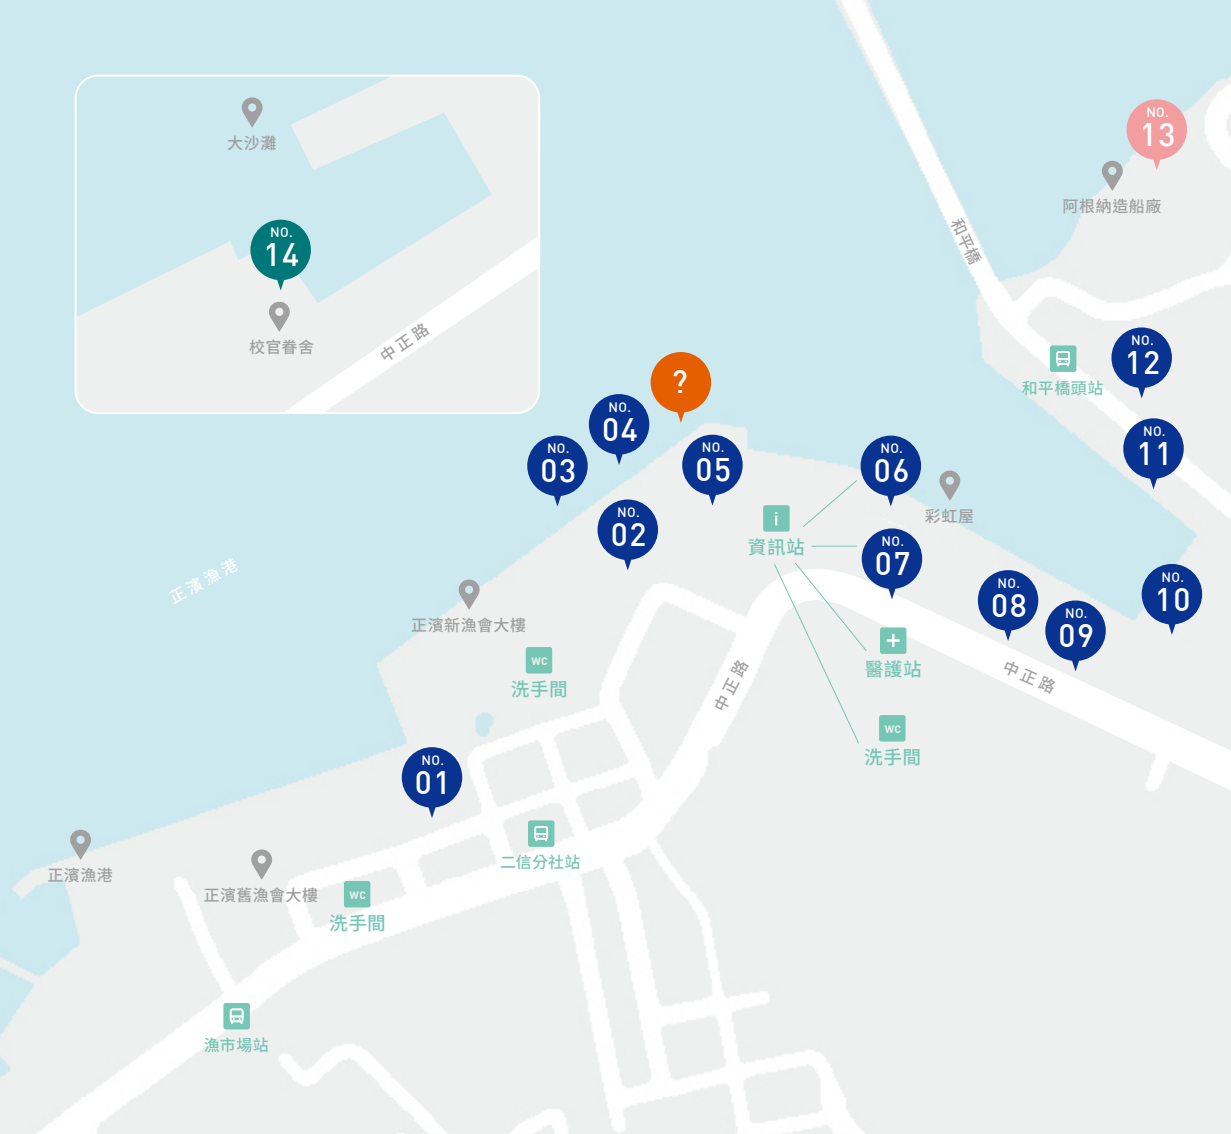 大沙灘
NO.
14
校官眷舍
中正路
和平橋
NO.
13
阿根納造船廠
?
NO.
04
NO.
03
NO.
05
NO.
02
NO.
06
彩虹屋
和平橋頭站
NO.
12
NO.
11
i
資訊站
NO.
07
NO.
08
NO.
09
NO.
10
正濱漁港
正濱新漁會大樓
WC
洗手間
醫護站
中正路
中正路
WC
洗手間
NO.
01
二信分社站
正濱漁港
正濱舊漁會大樓
WC
洗手間
漁市場站